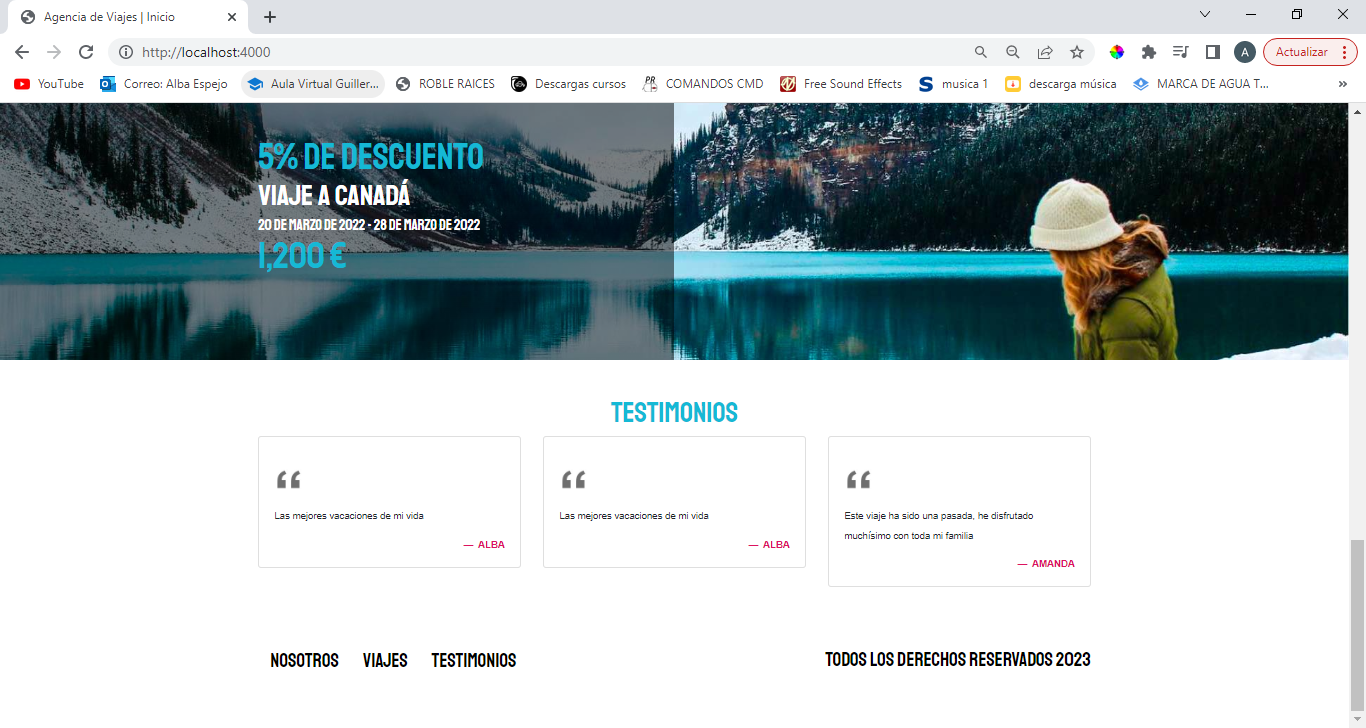 Agencia de Viajes | Inicio
http://localhost:4000
A
Actualizar
YouTube
Correo: Alba Espejo
Aula Virtual Guiller...
ROBLE RAICES
Descargas cursos
COMANDOS CMD
Free Sound Effects
musica 1
descarga música
MARCA DE AGUA T...
»
5% DE DESCUENTO
VIAJE A CANADÁ
20 DE MARZO DE 2022 - 28 DE MARZO DE 2022
1,200 €
TESTIMONIOS
“
Las mejores vacaciones de mi vida
— ALBA
“
Las mejores vacaciones de mi vida
— ALBA
“
Este viaje ha sido una pasada, he disfrutado
muchísimo con toda mi familia
— AMANDA
NOSOTROS VIAJES TESTIMONIOS
TODOS LOS DERECHOS RESERVADOS 2023